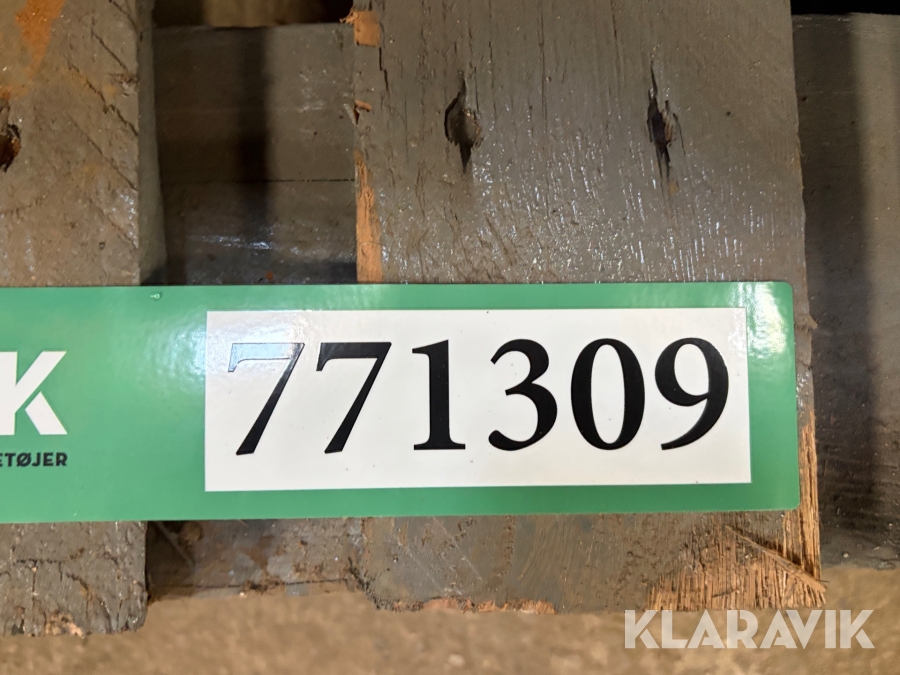 771309
K
ETØJER
KLARAVIK